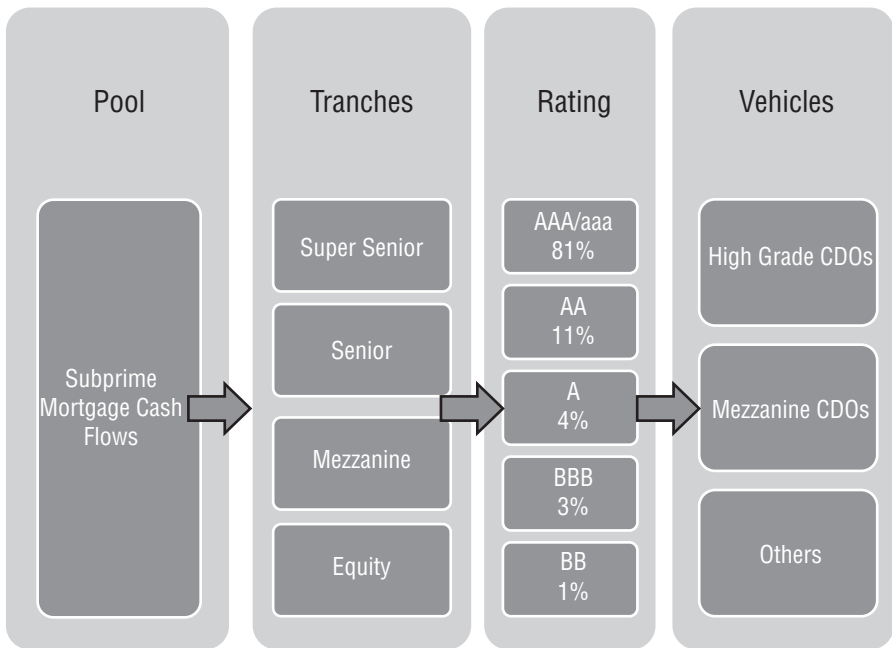 Pool
Subprime
Mortgage Cash
Flows
Tranches
Super Senior
Senior
Mezzanine
Equity
Rating
AAA/aaa
81%
AA
11%
A
4%
BBB
3%
BB
1%
Vehicles
High Grade CDOs
Mezzanine CDOs
Others